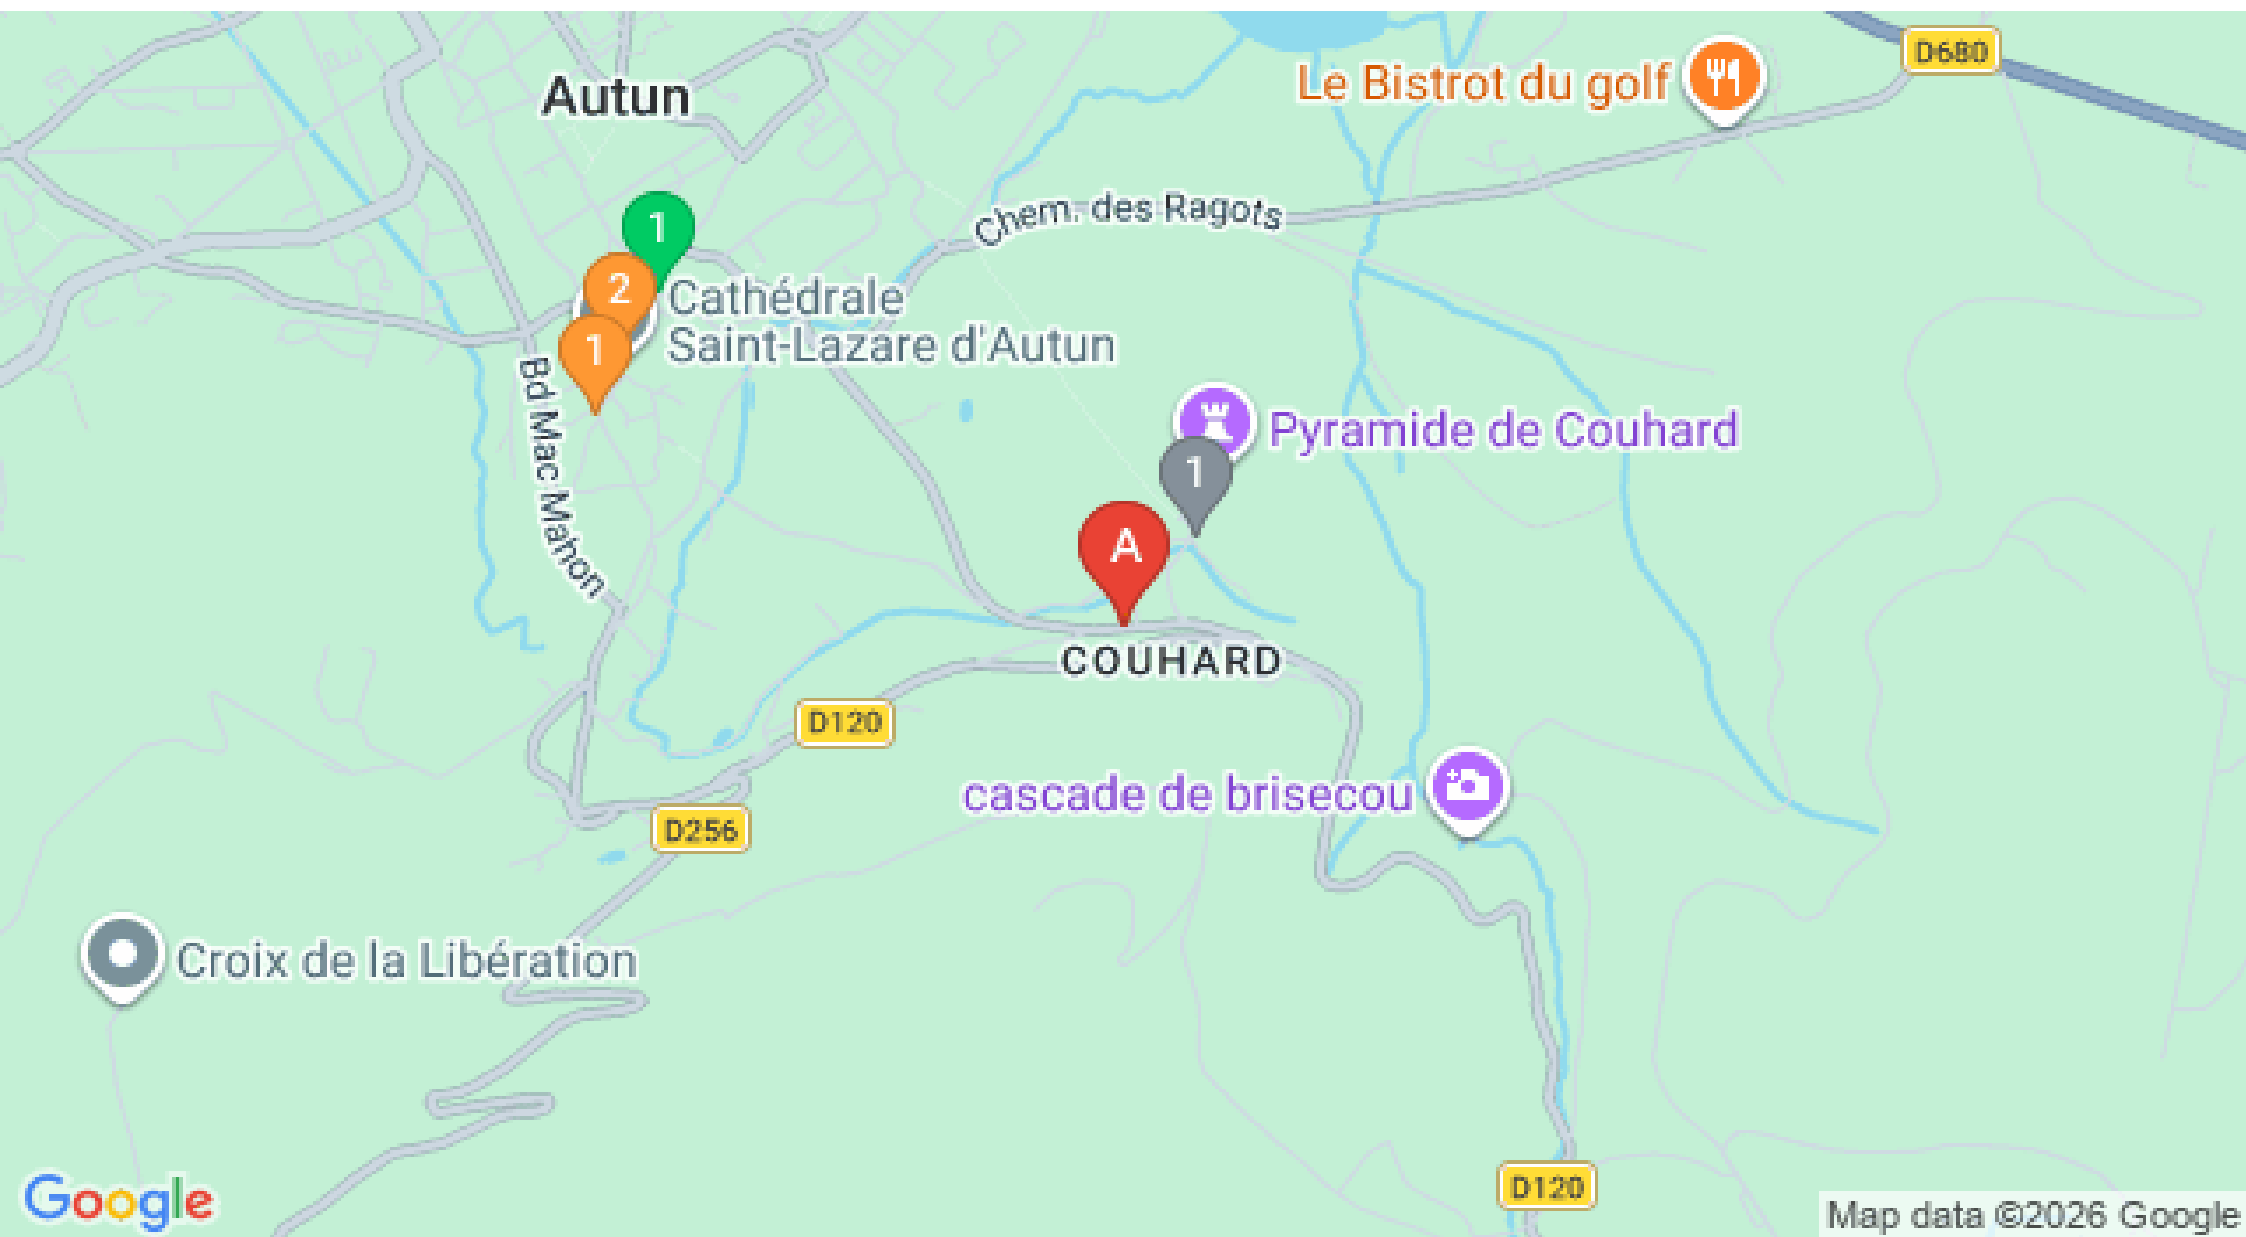 D680
Le Bistrot du golf
Autun
Chem. des Ragots
1
2
Cathédrale
Saint-Lazare d'Autun
1
Bd Mac Mahon
Pyramide de Couhard
1
A
COUHARD
D120
cascade de brisecou
D256
Croix de la Libération
D120
Google
Map data ©2026 Google